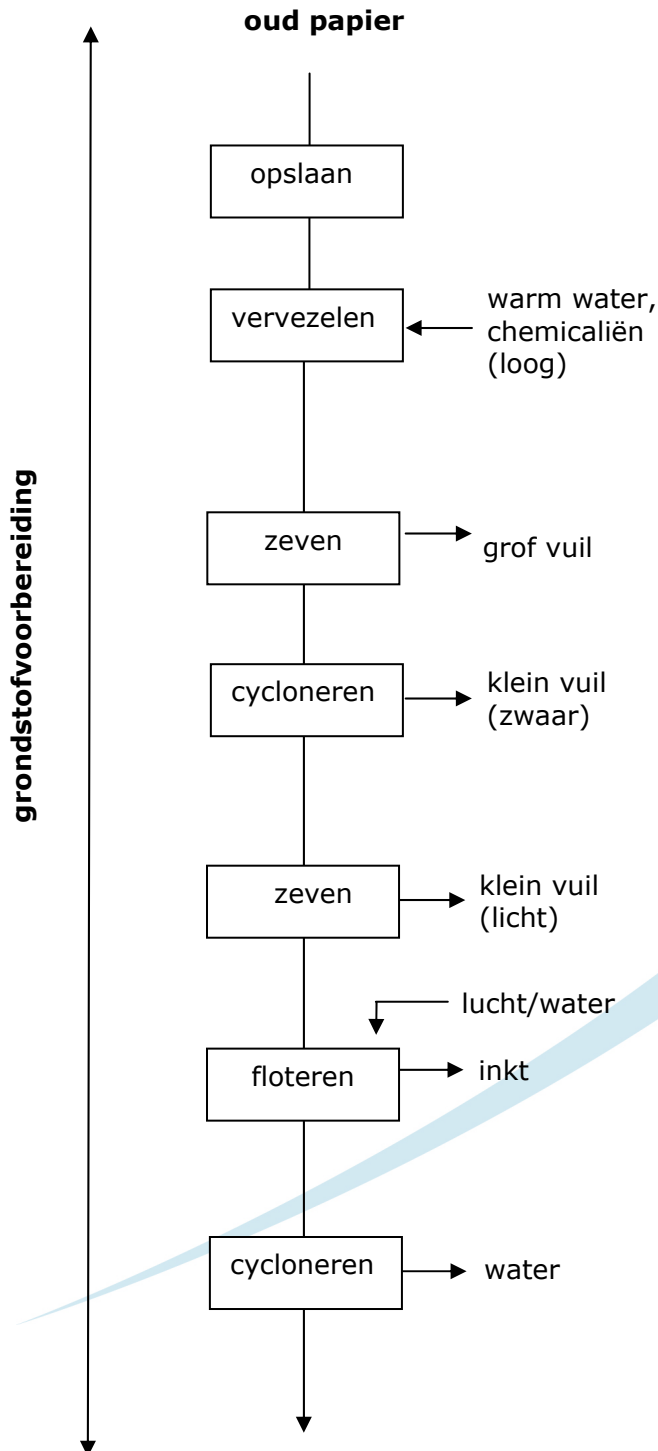 oud papier
opslaan
vervezelen
warm water,
chemicaliën
(loog)
zeven
grof vuil
cycloneren
klein vuil
(zwaar)
grondstofvoorbereiding
zeven
klein vuil
(licht)
lucht/water
floteren
inkt
cycloneren
water